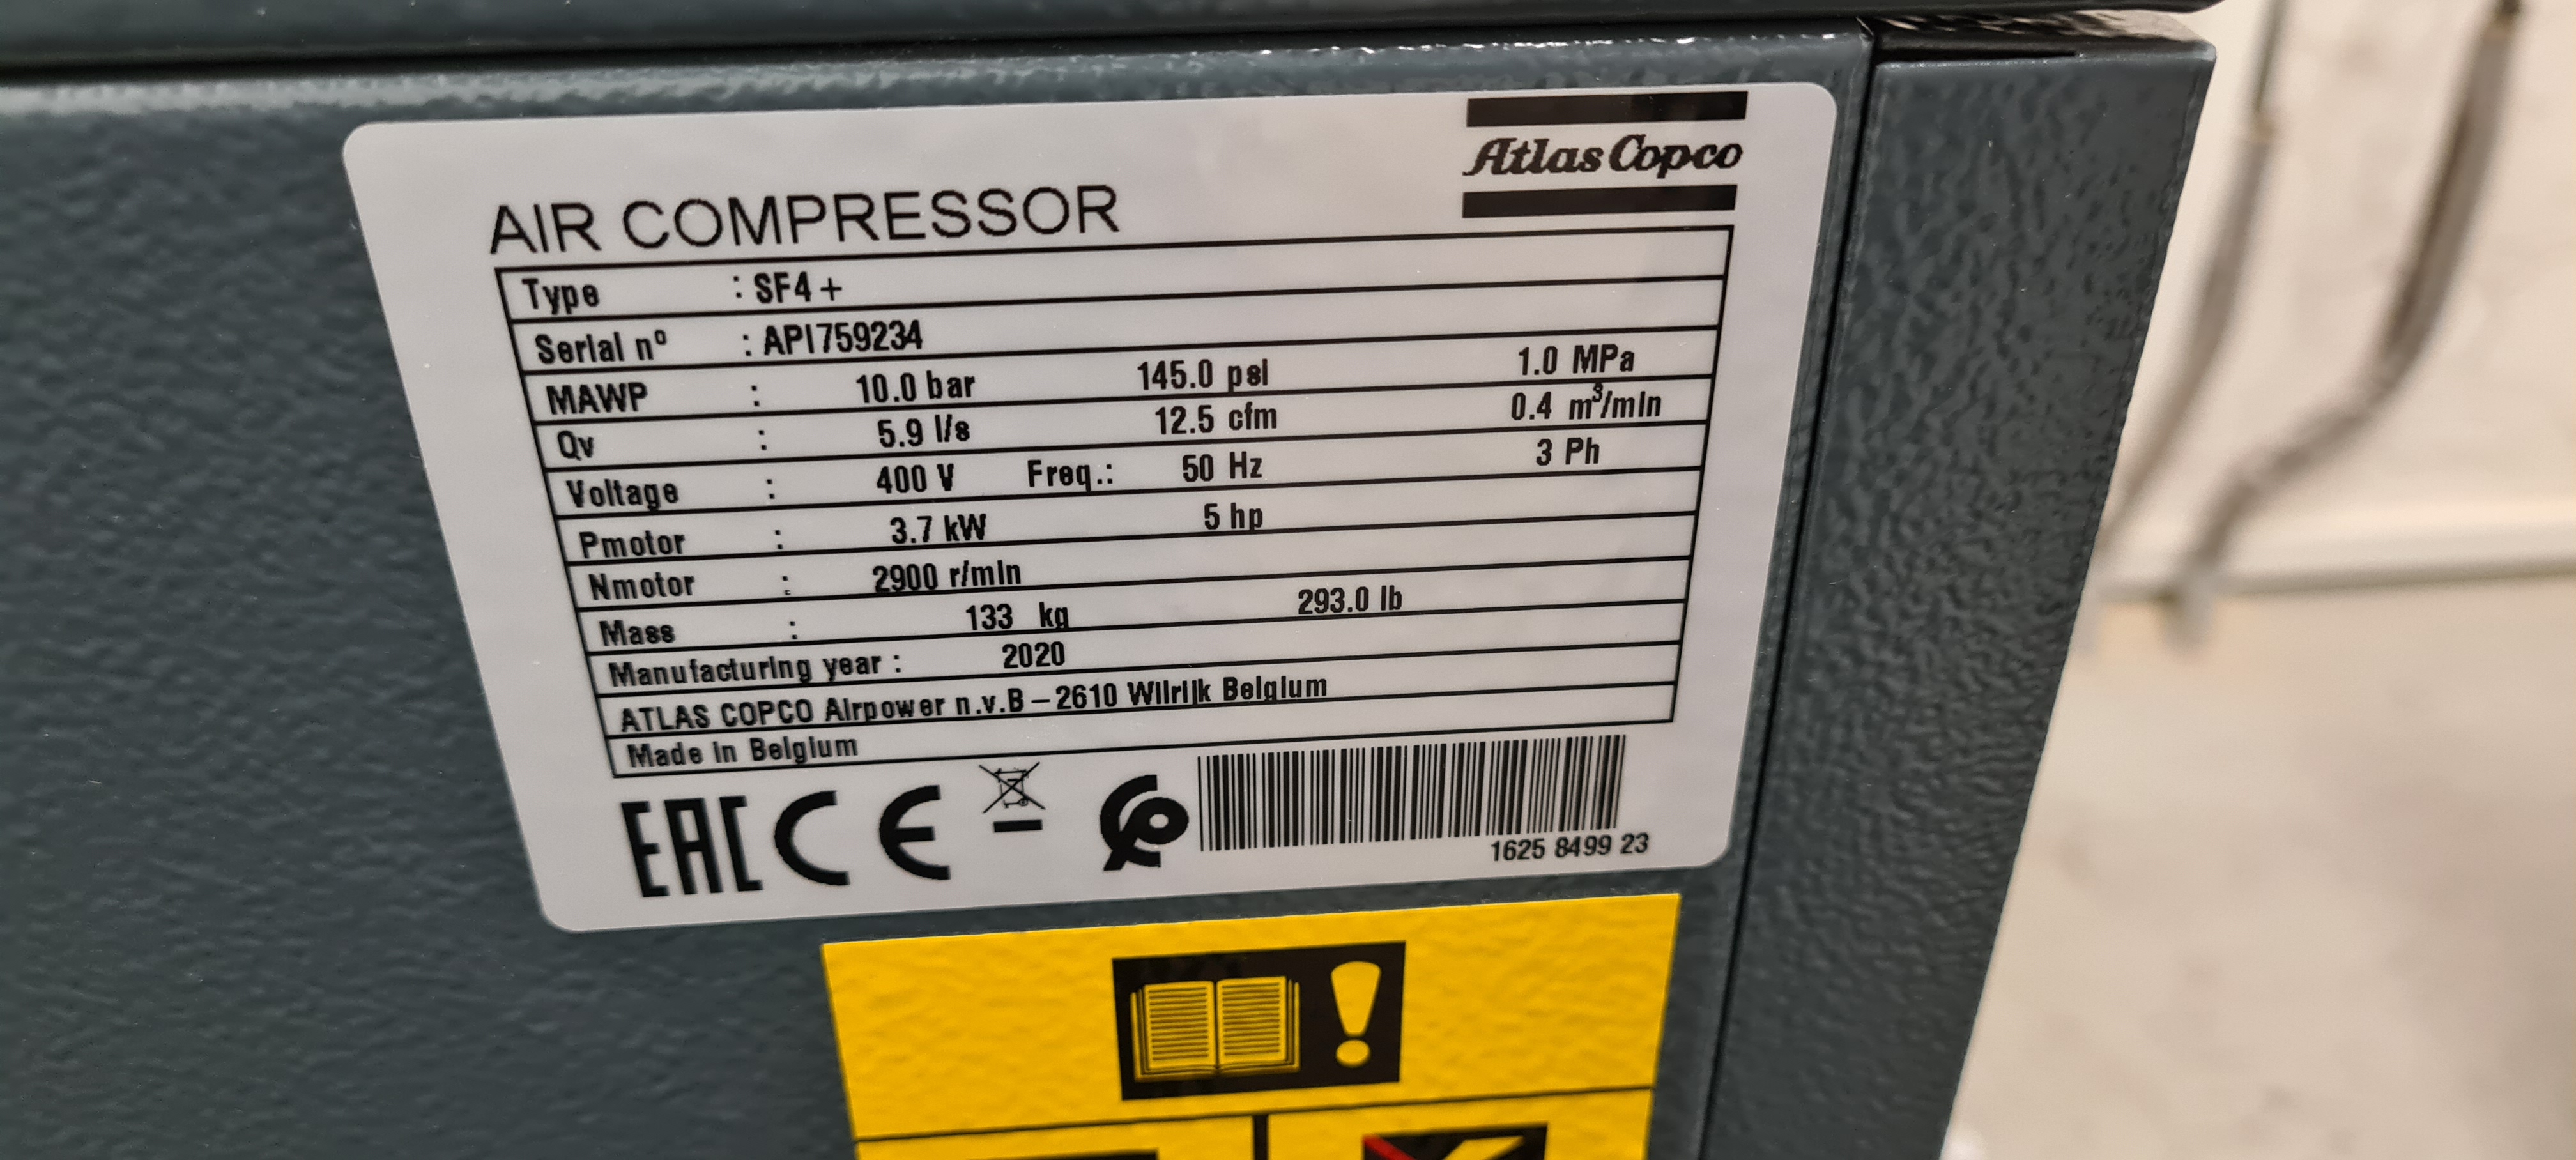 Atlas Copco
AIR COMPRESSOR
Type : SF4+
Serial nº : API759234
MAWP : 10.0 bar 145.0 psi 1.0 MPa
Qv : 5.9 l/s 12.5 cfm 0.4 m³/min
Voltage : 400 V Freq.: 50 Hz 3 Ph
Pmotor : 3.7 kW 5 hp
Nmotor : 2900 r/min
Mass : 133 kg 293.0 lb
Manufacturing year : 2020
ATLAS COPCO Airpower n.v.B – 2610 Wilrijk Belgium
Made in Belgium
EAC CE
1625 8499 23